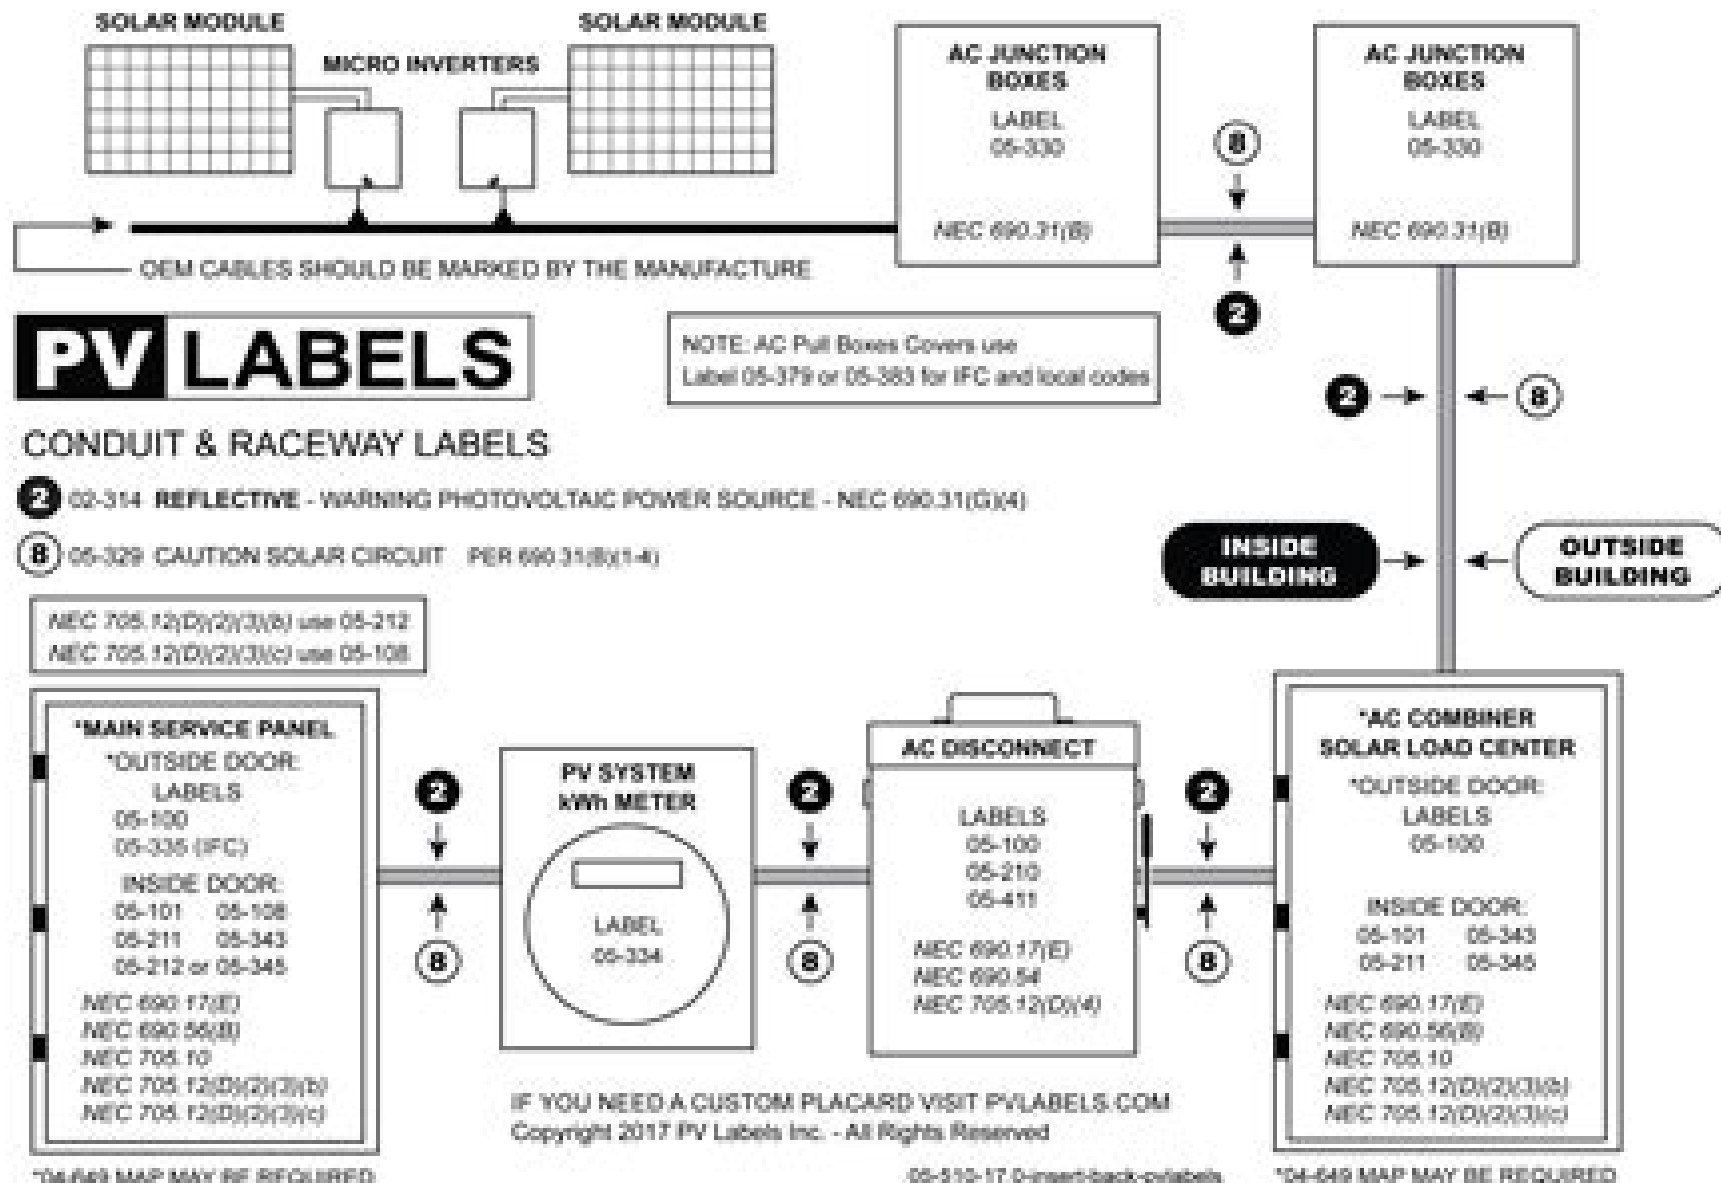 SOLAR MODULE
SOLAR MODULE
MICRO INVERTERS
AC JUNCTION
BOXES
LABEL
05-330
NEC 690.31(B)
AC JUNCTION
BOXES
LABEL
05-330
NEC 690.31(B)
8
2
OEM CABLES SHOULD BE MARKED BY THE MANUFACTURE
PV LABELS
NOTE: AC Pull Boxes Covers use
Label 05-379 or 05-383 for IFC and local codes
2
8
CONDUIT & RACEWAY LABELS
2 02-314 REFLECTIVE - WARNING PHOTOVOLTAIC POWER SOURCE - NEC 690.31(G)(4)
8 05-329 CAUTION SOLAR CIRCUIT PER 690.31(B)(1-4)
INSIDE
BUILDING
OUTSIDE
BUILDING
NEC 705.12(D)(2)(3)(b) use 05-212
NEC 705.12(D)(2)(3)(c) use 05-108
*MAIN SERVICE PANEL
*OUTSIDE DOOR:
LABELS
05-100
05-335 (IFC)
INSIDE DOOR:
05-101 05-108
05-211 05-343
05-212 or 05-345
NEC 690.17(E)
NEC 690.56(B)
NEC 705.10
NEC 705.12(D)(2)(3)(b)
NEC 705.12(D)(2)(3)(c)
*04-649 MAP MAY BE REQUIRED
2
8
PV SYSTEM
kWh METER
LABEL
05-334
2
8
AC DISCONNECT
LABELS
05-100
05-210
05-411
NEC 690.17(E)
NEC 690.54
NEC 705.12(D)(4)
2
8
*AC COMBINER
SOLAR LOAD CENTER
*OUTSIDE DOOR:
LABELS
05-100
INSIDE DOOR:
05-101 05-343
05-211 05-345
NEC 690.17(E)
NEC 690.56(B)
NEC 705.10
NEC 705.12(D)(2)(3)(b)
NEC 705.12(D)(2)(3)(c)
*04-649 MAP MAY BE REQUIRED
IF YOU NEED A CUSTOM PLACARD VISIT PVLABELS.COM
Copyright 2017 PV Labels Inc. - All Rights Reserved
05-510-17.0-insert-back-pvlabels